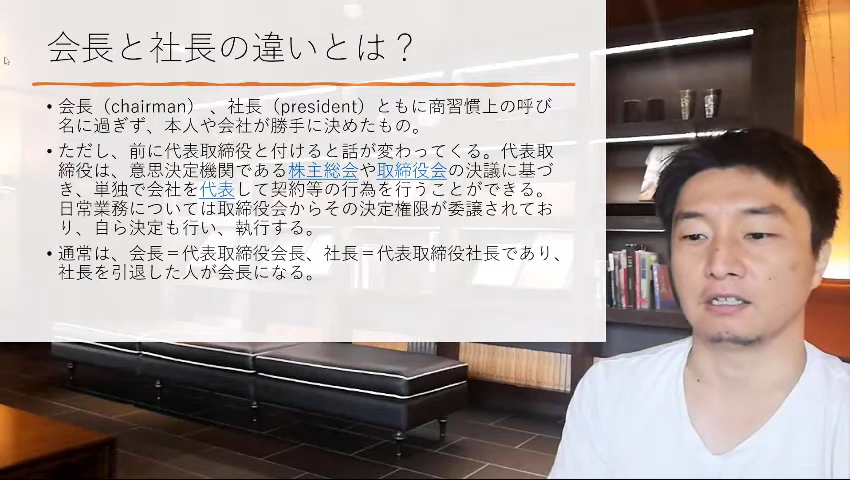 会長と社長の違いとは？
• 会長（chairman）、社長（president）ともに商習慣上の呼び
名に過ぎず、本人や会社が勝手に決めたもの。
• ただし、前に代表取締役と付けると話が変わってくる。代表取
締役は、意思決定機関である株主総会や取締役会の決議に基づ
き、単独で会社を代表して契約等の行為を行うことができる。
日常業務については取締役会からその決定権限が委譲されてお
り、自ら決定も行い、執行する。
• 通常は、会長＝代表取締役会長、社長＝代表取締役社長であり、
社長を引退した人が会長になる。